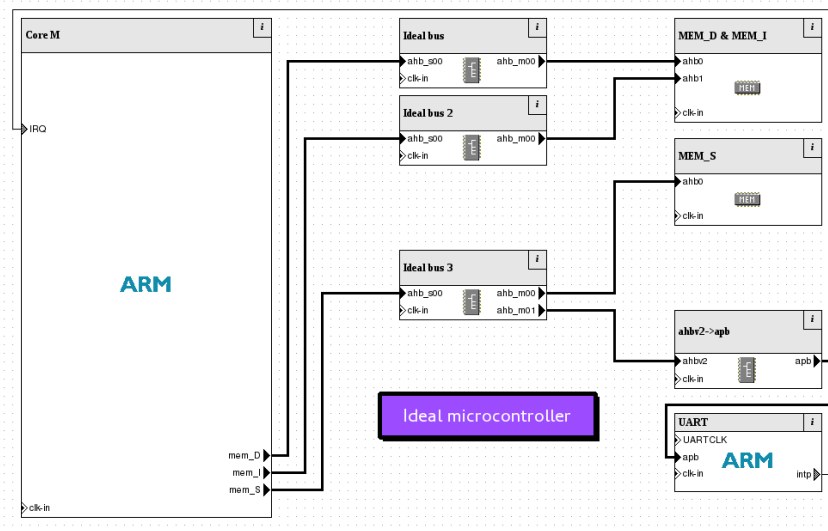 Core M
i
IRQ
ARM
mem_D
mem_I
mem_S
clk-in
Ideal bus
i
ahb_s00 ahb_m00
clk-in
Ideal bus 2
i
ahb_s00 ahb_m00
clk-in
Ideal bus 3
i
ahb_s00 ahb_m00
clk-in ahb_m01
Ideal microcontroller
MEM_D & MEM_I
i
ahb0
ahb1
MEM
clk-in
MEM_S
i
ahb0
MEM
clk-in
ahbv2->apb
i
ahbv2 apb
clk-in
UART
i
UARTCLK
apb
ARM
clk-in intp